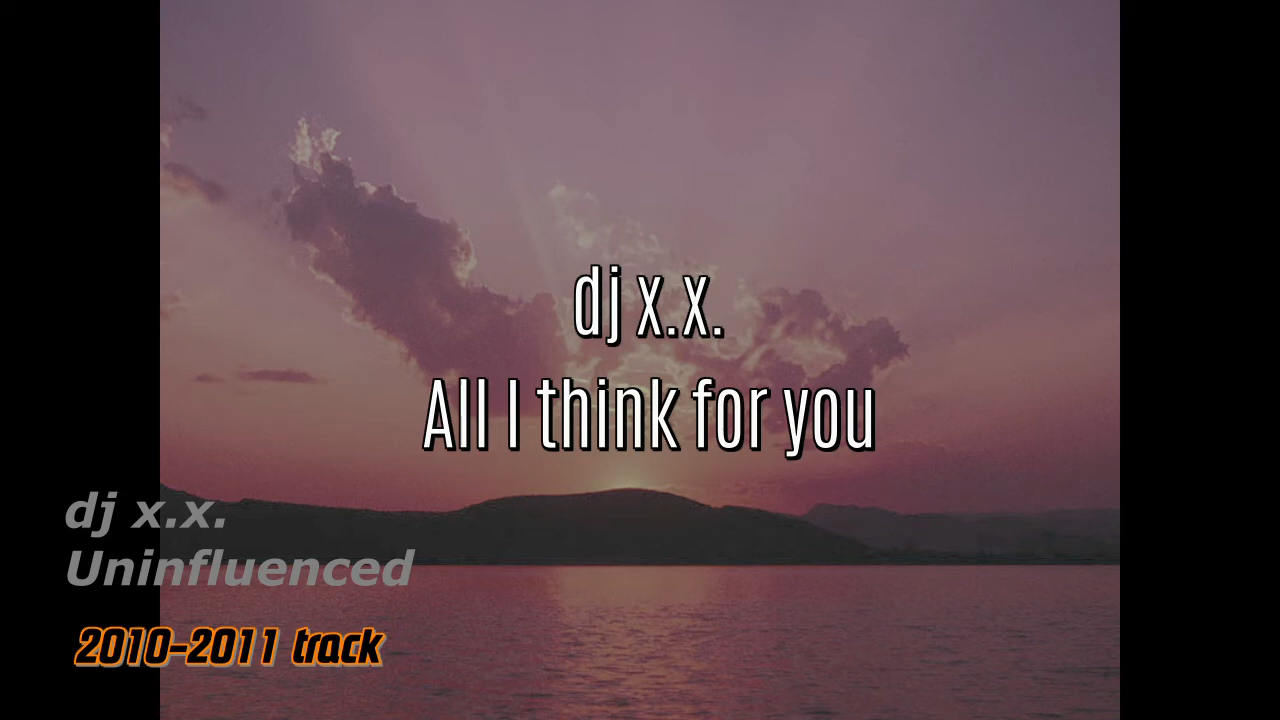 dj x.x.
All I think for you
dj x.x.
Uninfluenced
2010-2011 track